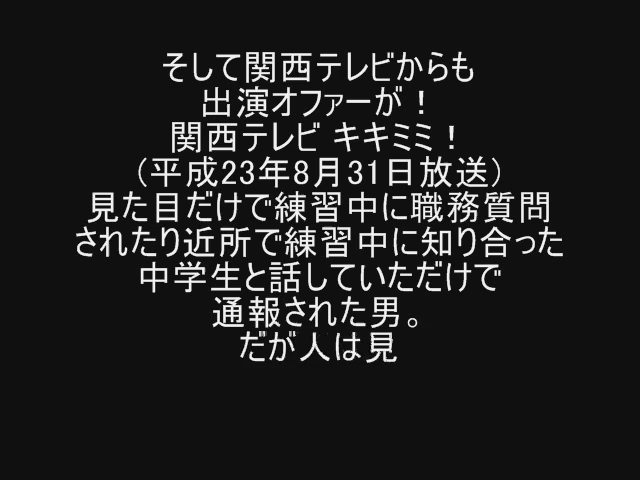 そして関西テレビからも
出演オファーが！
関西テレビ キキミミ！
（平成23年8月31日放送）
見た目だけで練習中に職務質問
されたり近所で練習中に知り合った
中学生と話していただけで
通報された男。
だが人は見